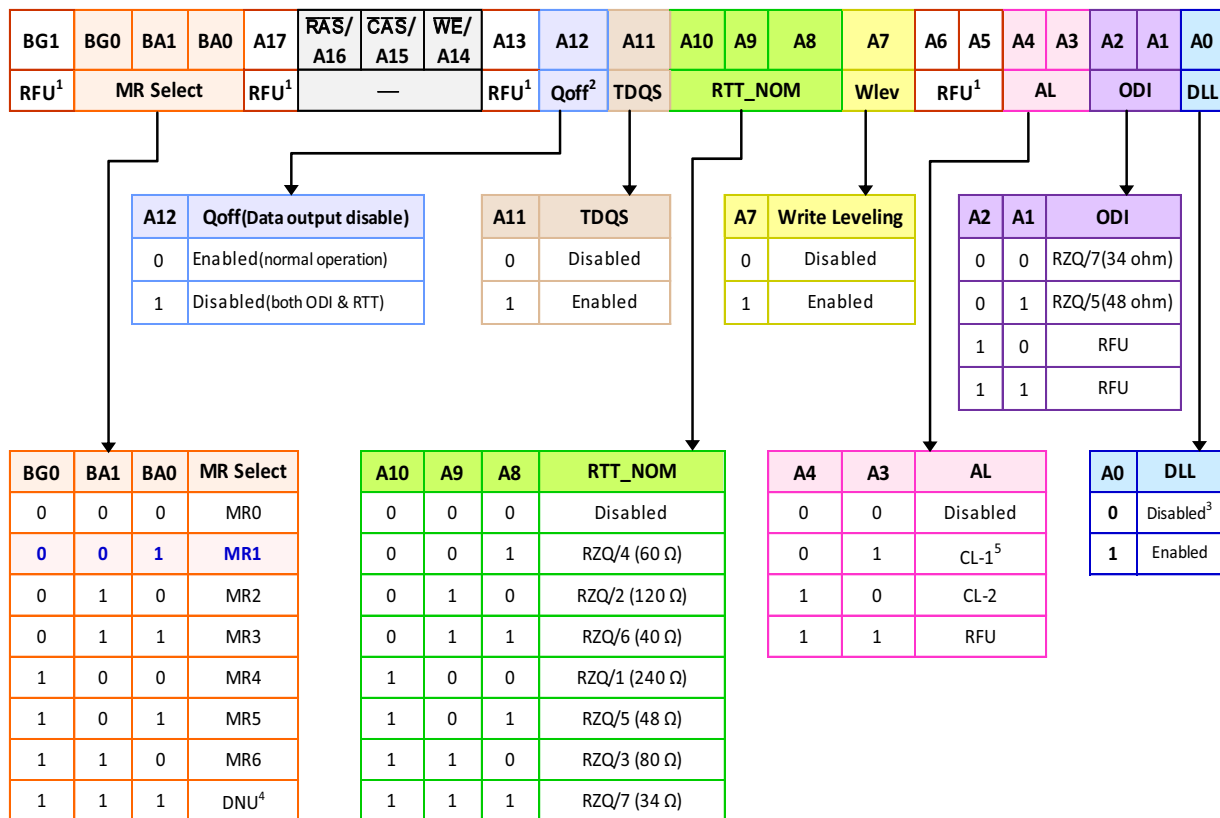 BG1 BG0 BA1 BA0 A17 RAS/ A16 CAS/ A15 WE/ A14 A13 A12 A11 A10 A9 A8 A7 A6 A5 A4 A3 A2 A1 A0
RFU¹ MR Select RFU¹ — RFU¹ Qoff² TDQS RTT_NOM Wlev RFU¹ AL ODI DLL
A12 Qoff(Data output disable)
0 Enabled(normal operation)
1 Disabled(both ODI & RTT)
A11 TDQS
0 Disabled
1 Enabled
A7 Write Leveling
0 Disabled
1 Enabled
A2 A1 ODI
0 0 RZQ/7(34 ohm)
0 1 RZQ/5(48 ohm)
1 0 RFU
1 1 RFU
BG0 BA1 BA0 MR Select
0 0 0 MR0
0 0 1 MR1
0 1 0 MR2
0 1 1 MR3
1 0 0 MR4
1 0 1 MR5
1 1 0 MR6
1 1 1 DNU⁴
A10 A9 A8 RTT_NOM
0 0 0 Disabled
0 0 1 RZQ/4 (60 Ω)
0 1 0 RZQ/2 (120 Ω)
0 1 1 RZQ/6 (40 Ω)
1 0 0 RZQ/1 (240 Ω)
1 0 1 RZQ/5 (48 Ω)
1 1 0 RZQ/3 (80 Ω)
1 1 1 RZQ/7 (34 Ω)
A4 A3 AL
0 0 Disabled
0 1 CL-1⁵
1 0 CL-2
1 1 RFU
A0 DLL
0 Disabled³
1 Enabled